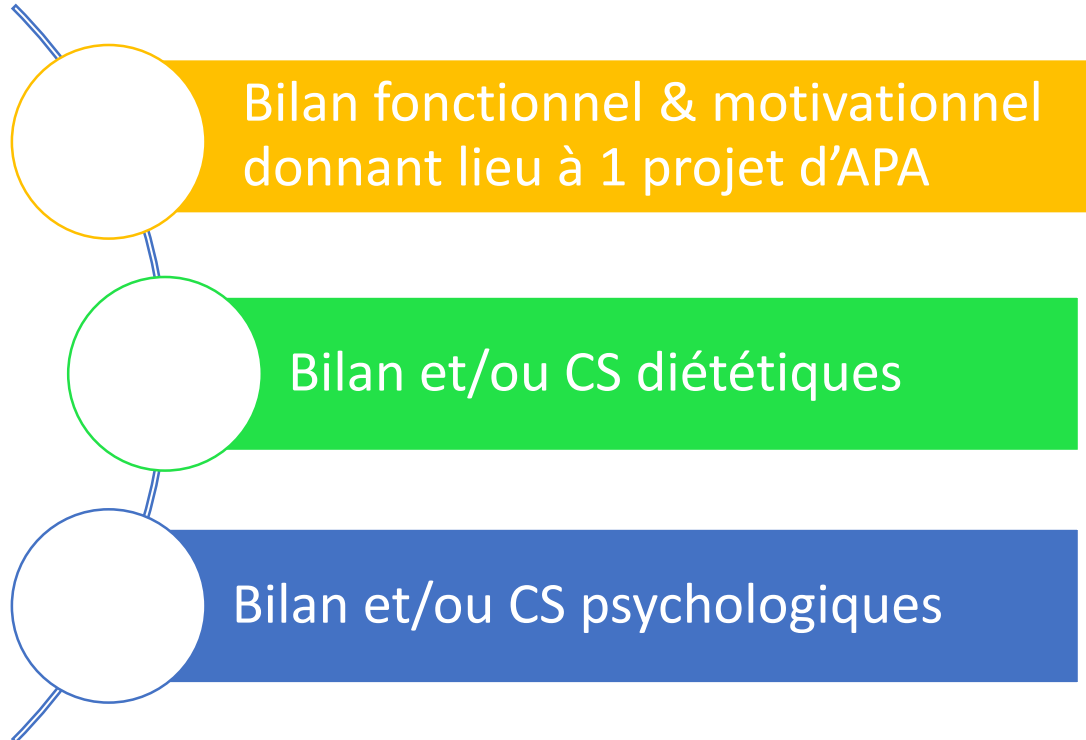 Bilan fonctionnel & motivationnel
donnant lieu à 1 projet d’APA
Bilan et/ou CS diététiques
Bilan et/ou CS psychologiques